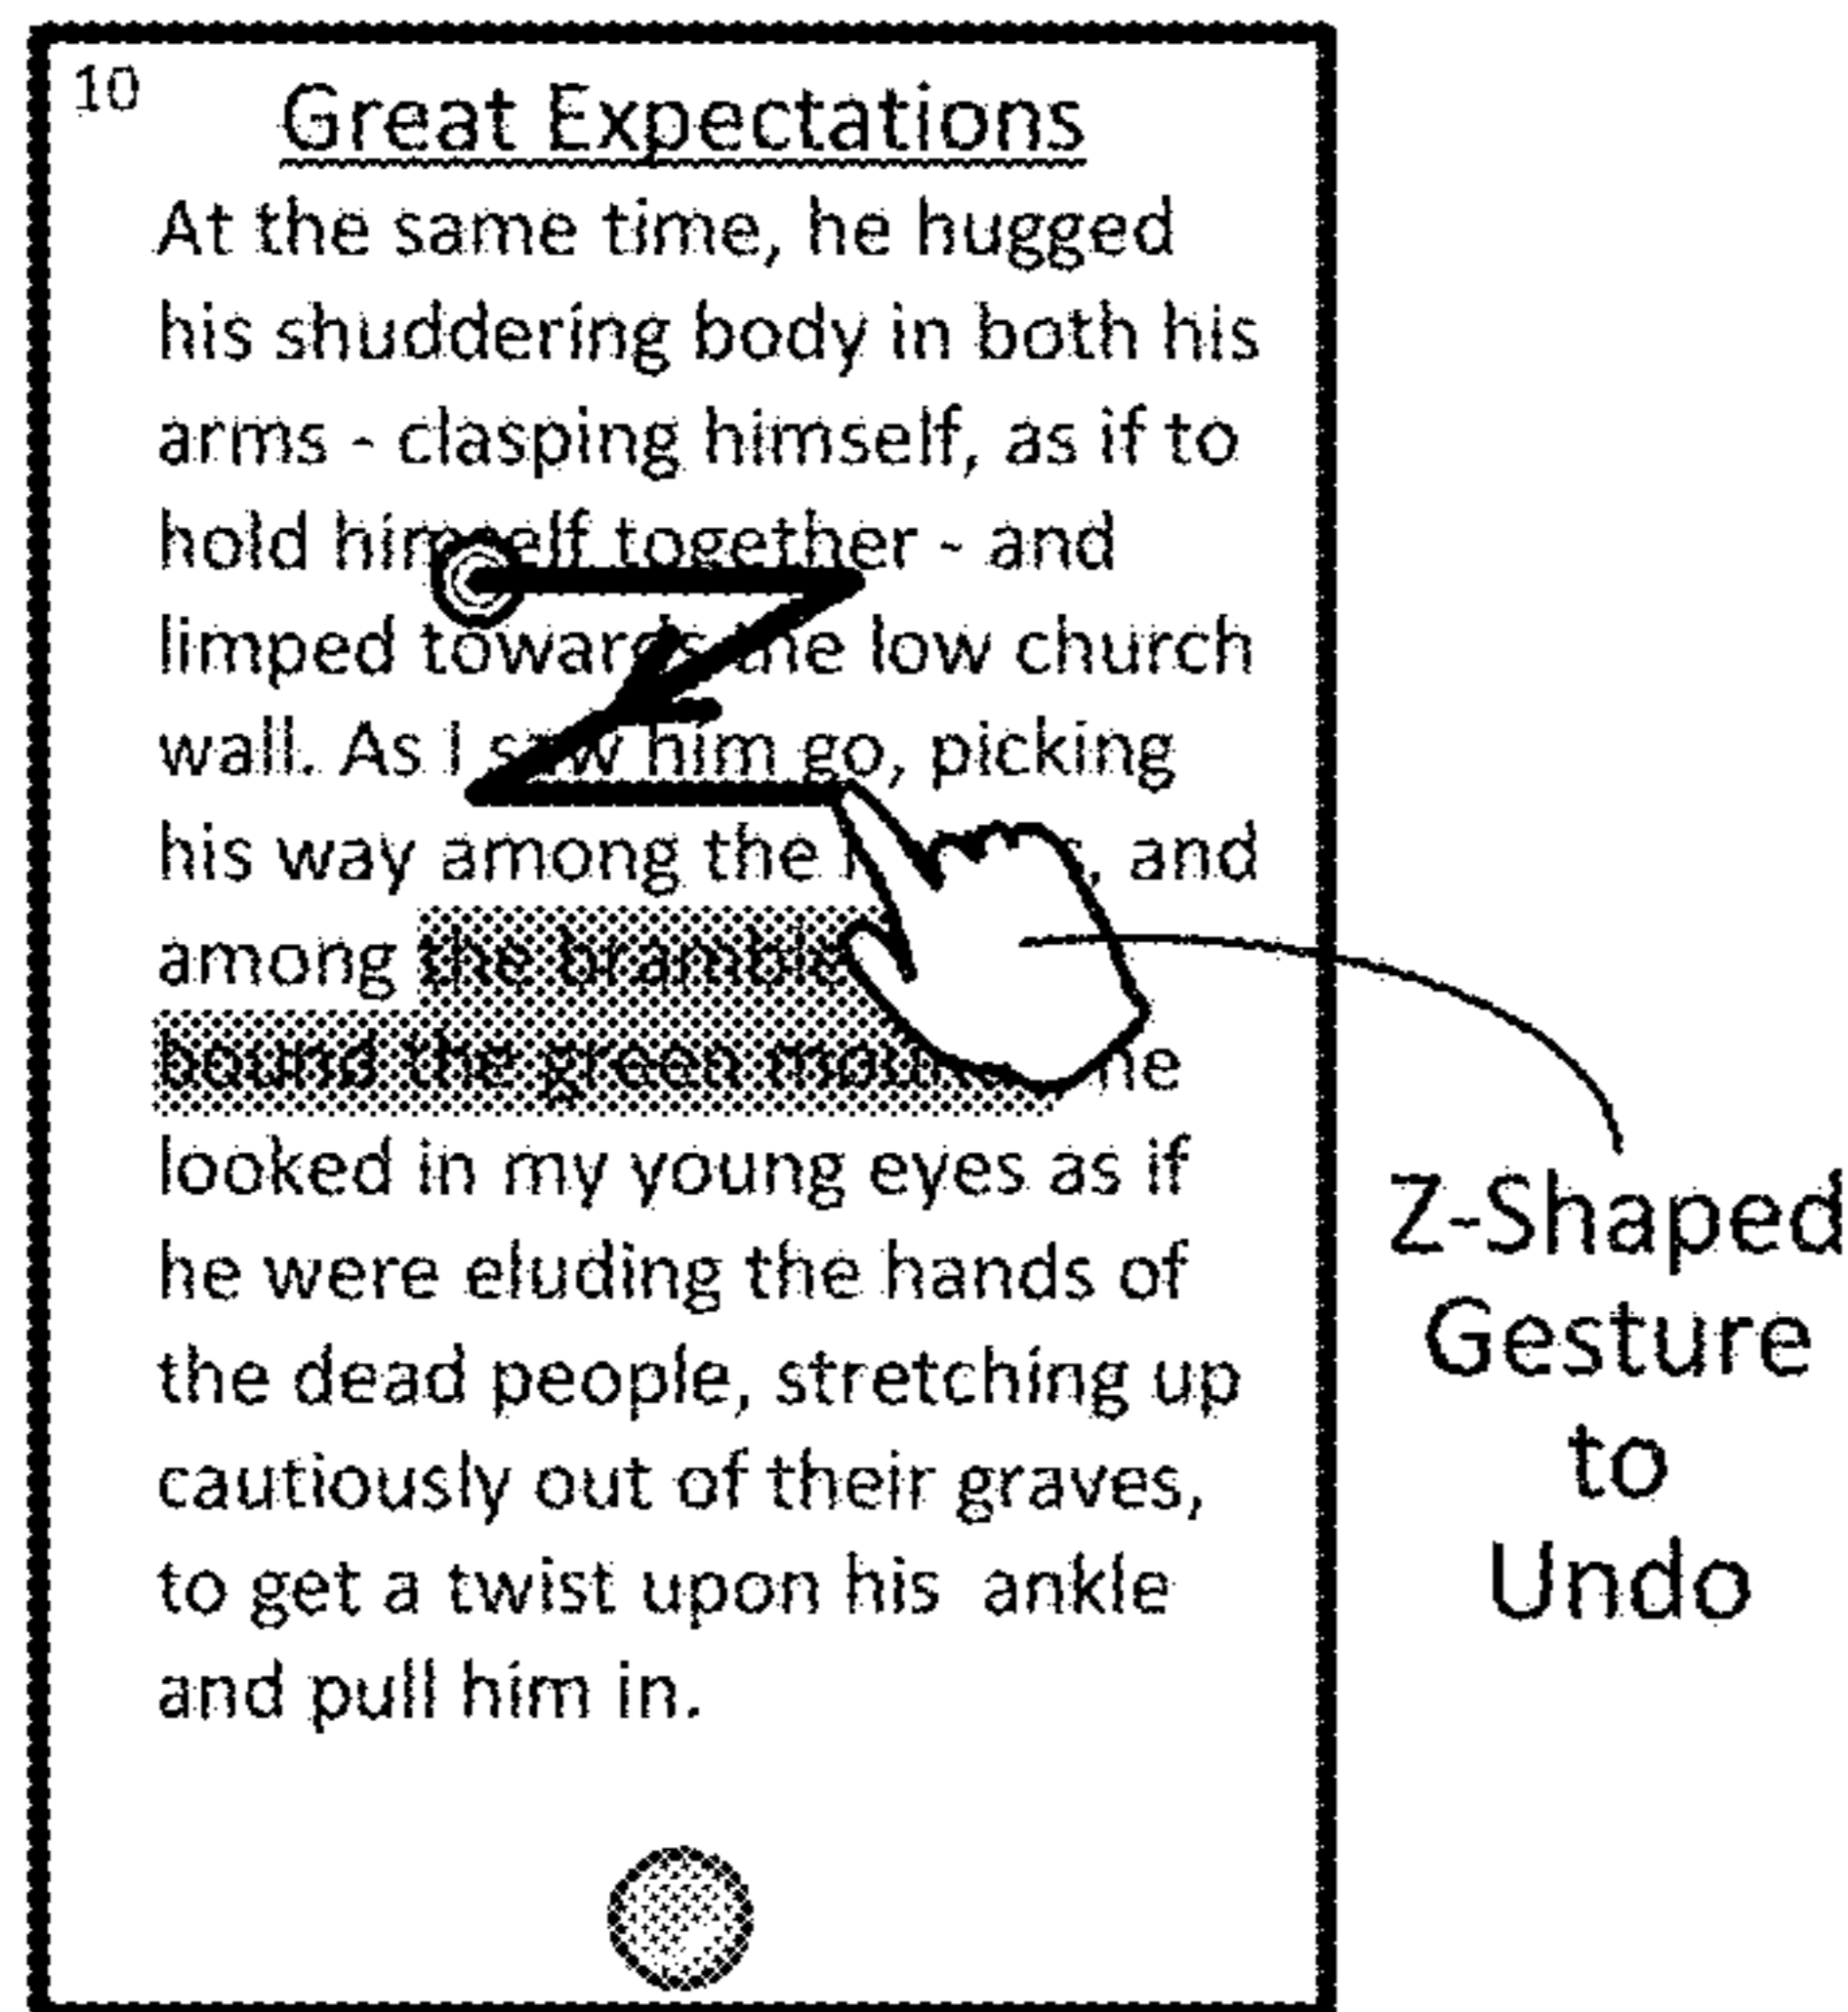 10
Great Expectations
At the same time, he hugged
his shuddering body in both his
arms - clasping himself, as if to
hold himself together - and
limped towards the low church
wall. As I saw him go, picking
his way among the , and
among the bramble
bound the green he
looked in my young eyes as if
he were eluding the hands of
the dead people, stretching up
cautiously out of their graves,
to get a twist upon his ankle
and pull him in.
Z-Shaped
Gesture
to
Undo